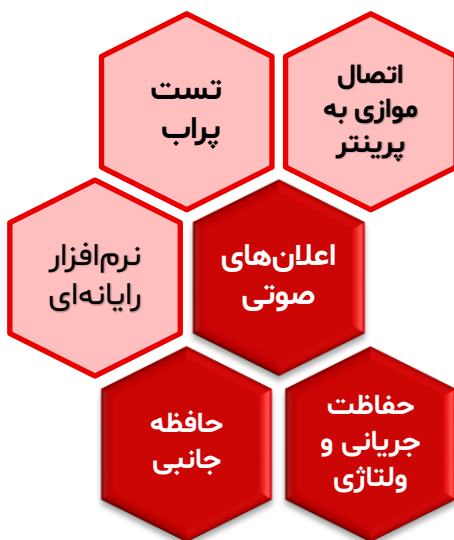 اتصال
موازی به
پرینتر
تست
پراب
اعلان‌های
صوتی
نرم‌افزار
رایانه‌ای
حفاظت
جریانی و
ولتاژی
حافظه
جانبی